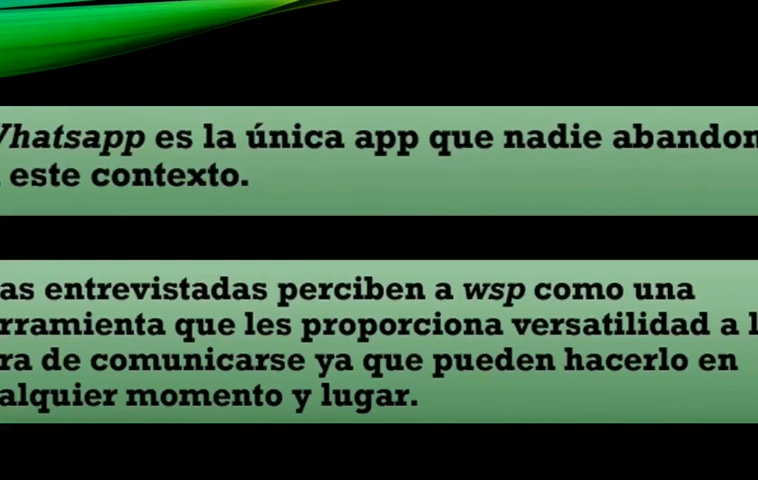 Whatsapp es la única app que nadie abandon
este contexto.
as entrevistadas perciben a wsp como una
rramienta que les proporciona versatilidad a l
ra de comunicarse ya que pueden hacerlo en
alquier momento y lugar.